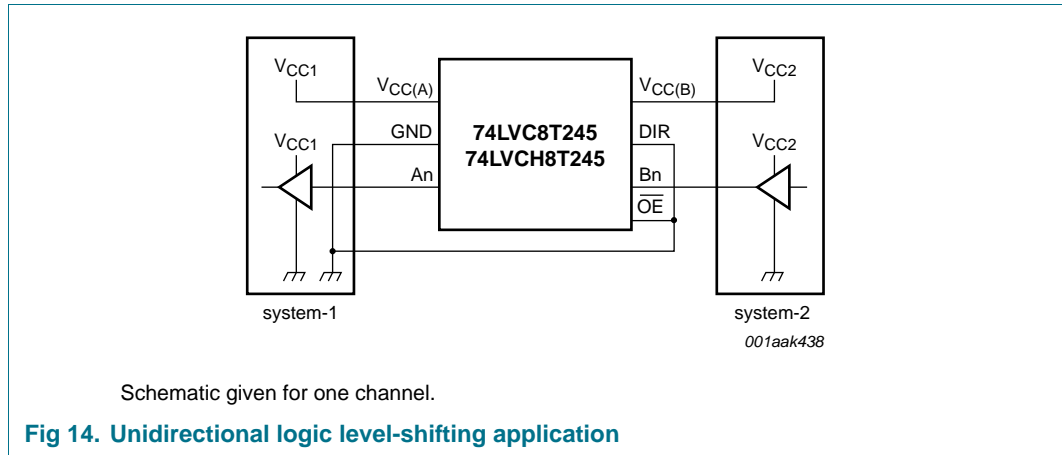 VCC1
VCC(A)
VCC(B)
VCC2
GND
74LVC8T245
DIR
VCC1
74LVCH8T245
VCC2
An
Bn
OE
system-1
system-2
001aak438
Schematic given for one channel.
Fig 14. Unidirectional logic level-shifting application